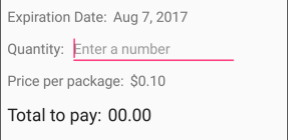 Expiration Date: Aug 7, 2017
Quantity: Enter a number
Price per package: $0.10
Total to pay: 00.00